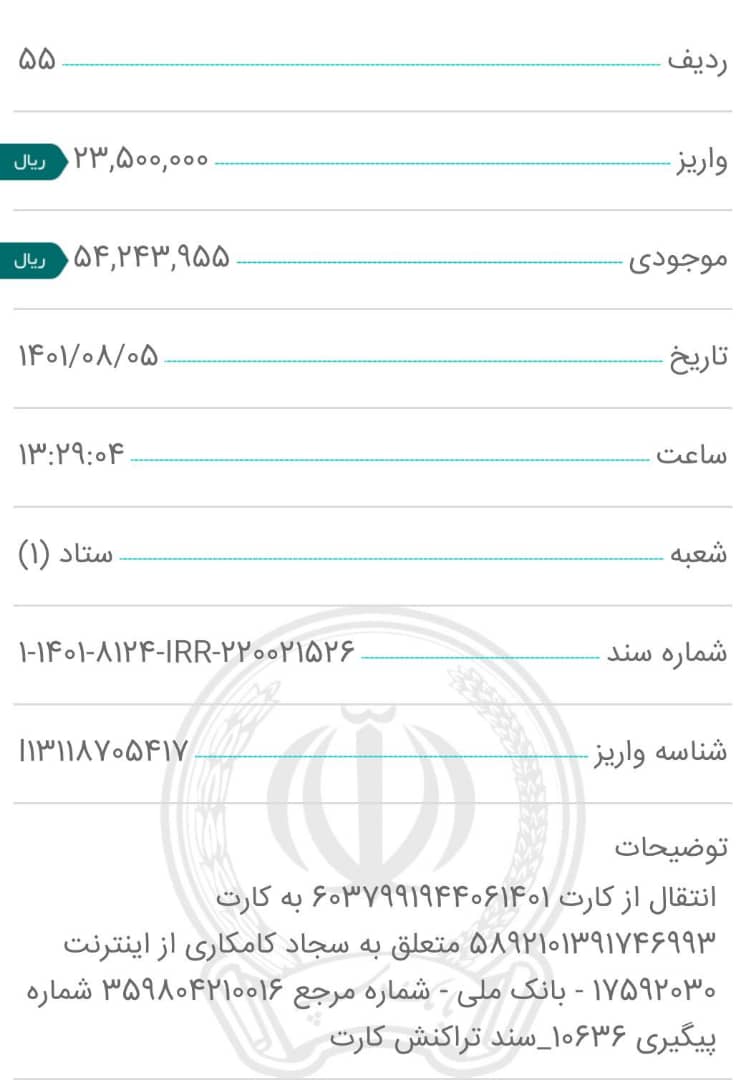 ردیف ۵۵
واریز ۲۳,۵۰۰,۰۰۰ ریال
موجودی ۵۴,۲۴۳,۹۵۵ ریال
تاریخ ۱۴۰۱/۰۸/۰۵
ساعت ۱۳:۲۹:۰۴
شعبه ستاد (۱)
شماره سند ۱-۱۴۰۱-۸۱۲۴-IRR-۲۲۰۰۲۱۵۲۶
شناسه واریز I۱۳۱۱۸۷۰۵۴۱۷
توضیحات
انتقال از کارت ۶۰۳۷۹۹۱۹۴۴۰۶۱۴۰۱ به کارت
۵۸۹۲۱۰۱۳۹۱۷۴۶۹۹۳ متعلق به سجاد کامکاری از اینترنت
۱۷۵۹۲۰۳۰ - بانک ملی - شماره مرجع ۳۵۹۸۰۴۲۱۰۰۱۶ شماره
پیگیری ۱۰۶۳۶_سند تراکنش کارت